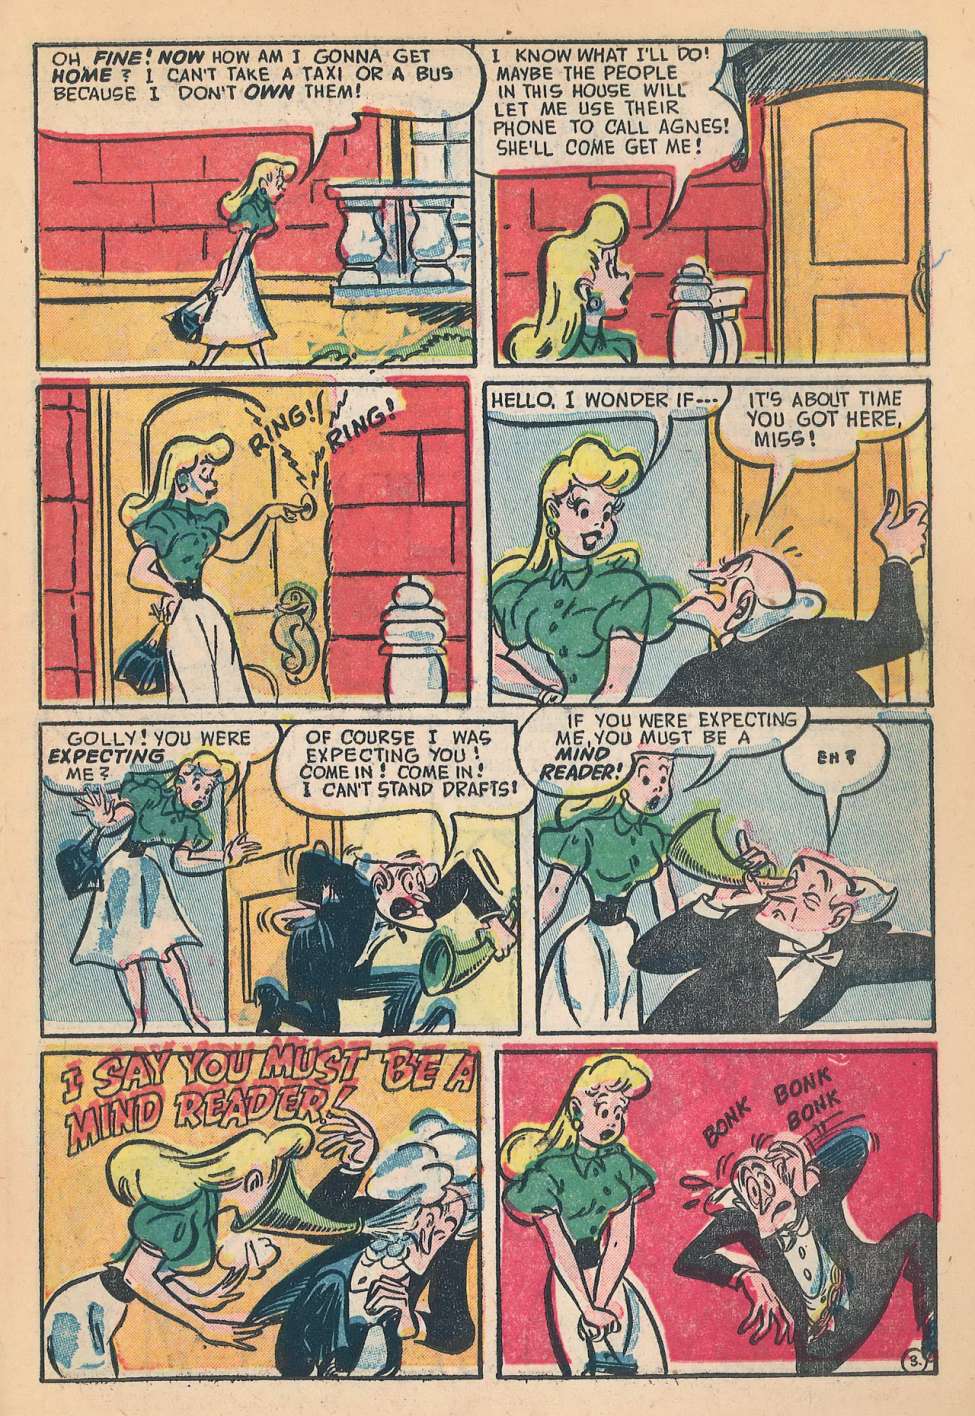 OH FINE! NOW HOW AM I GONNA GET
HOME? I CAN'T TAKE A TAXI OR A BUS
BECAUSE I DON'T OWN THEM!
I KNOW WHAT I'LL DO!
MAYBE THE PEOPLE
IN THIS HOUSE WILL
LET ME USE THEIR
PHONE TO CALL AGNES!
SHE'LL COME GET ME!
RING!
RING!
HELLO, I WONDER IF---
IT'S ABOUT TIME
YOU GOT HERE,
MISS!
GOLLY! YOU WERE
EXPECTING
ME?
OF COURSE I WAS
EXPECTING YOU!
COME IN! COME IN!
I CAN'T STAND DRAFTS!
IF YOU WERE EXPECTING
ME, YOU MUST BE A
MIND
READER!
EH?
I SAY YOU MUST BE A
MIND READER!
BONK
BONK
BONK
3.